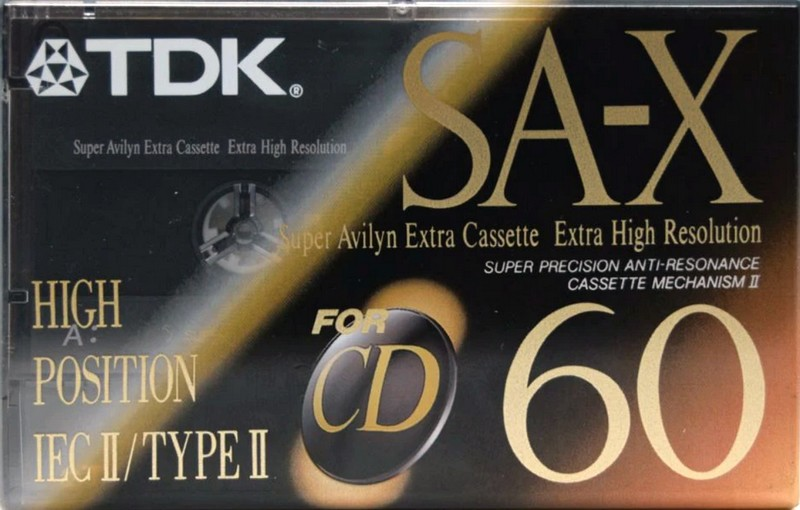 TDK®
SA-X
Super Avilyn Extra Cassette Extra High Resolution
Super Avilyn Extra Cassette Extra High Resolution
SUPER PRECISION ANTI-RESONANCE
CASSETTE MECHANISM II
HIGH
A:
POSITION
IEC II/TYPE II
FOR
CD
60